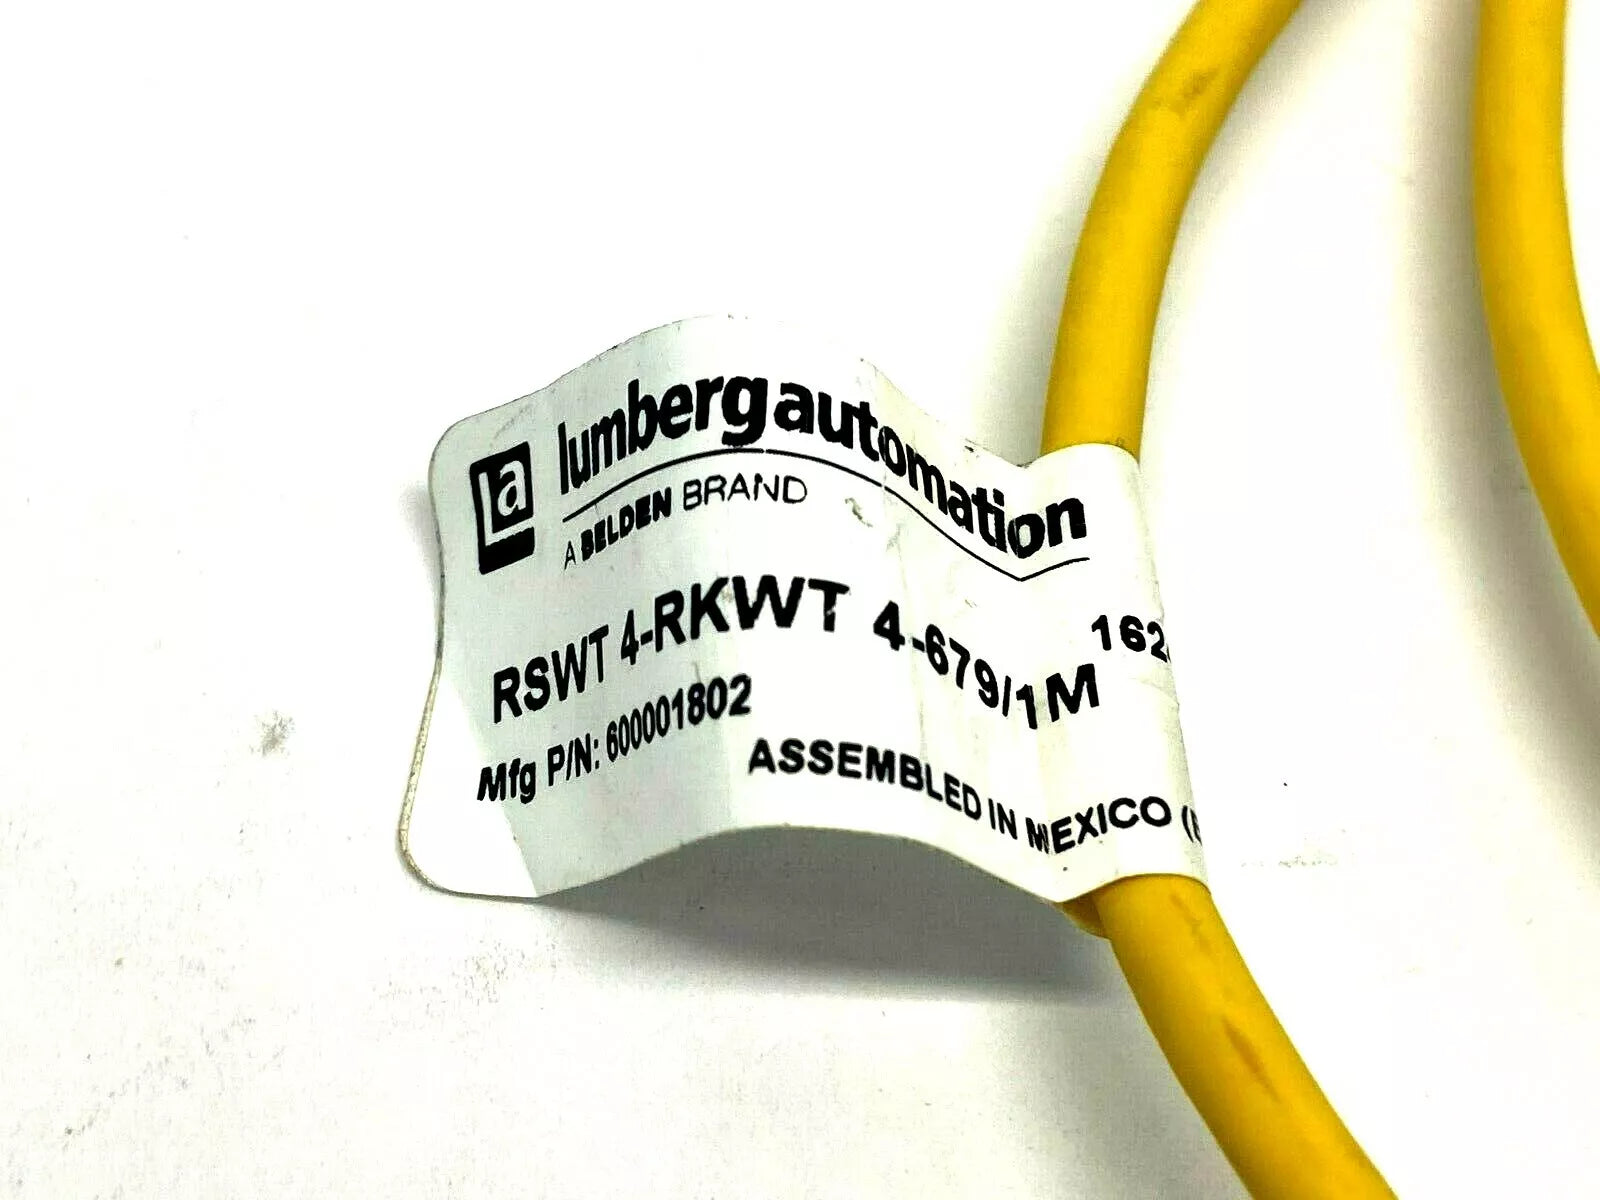 la lumbergautomation
A BELDEN BRAND
RSWT 4-RKWT 4-679/1M
Mfg P/N: 600001802
ASSEMBLED IN MEXICO